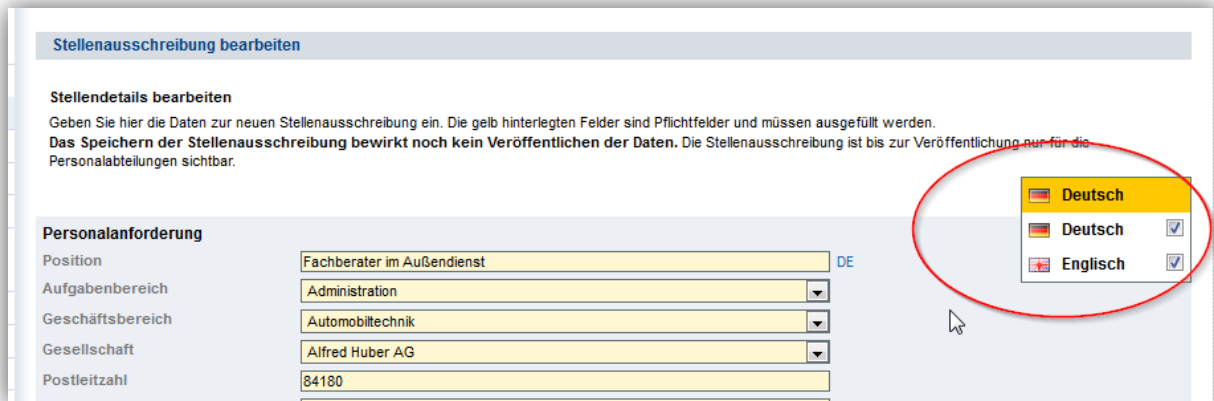 Stellenausschreibung bearbeiten
Stellendetails bearbeiten
Geben Sie hier die Daten zur neuen Stellenausschreibung ein. Die gelb hinterlegten Felder sind Pflichtfelder und müssen ausgefüllt werden.
Das Speichern der Stellenausschreibung bewirkt noch kein Veröffentlichen der Daten. Die Stellenausschreibung ist bis zur Veröffentlichung nur für die
Personalabteilungen sichtbar.
Deutsch
Deutsch
Englisch
Personalanforderung
Position Fachberater im Außendienst DE
Aufgabenbereich Administration
Geschäftsbereich Automobiltechnik
Gesellschaft Alfred Huber AG
Postleitzahl 84180